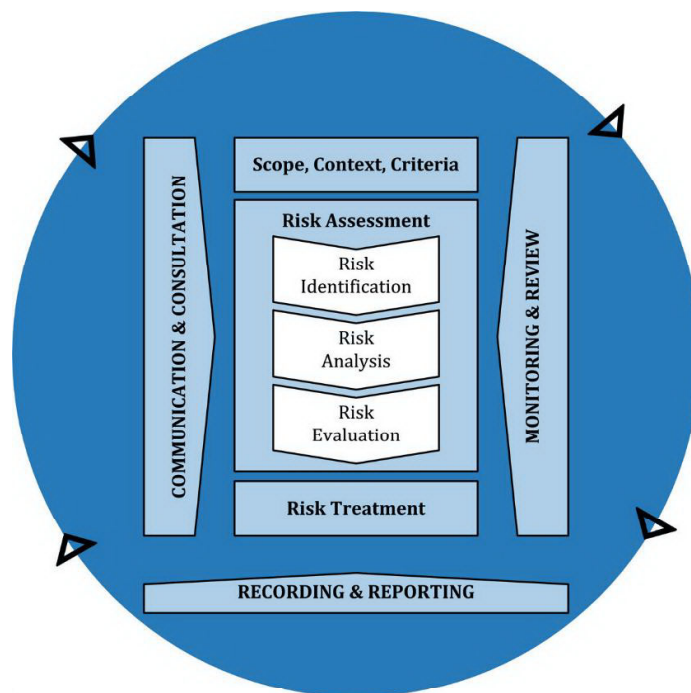 Scope, Context, Criteria
Risk Assessment
Risk
Identification
Risk
Analysis
Risk
Evaluation
Risk Treatment
COMMUNICATION & CONSULTATION
MONITORING & REVIEW
RECORDING & REPORTING